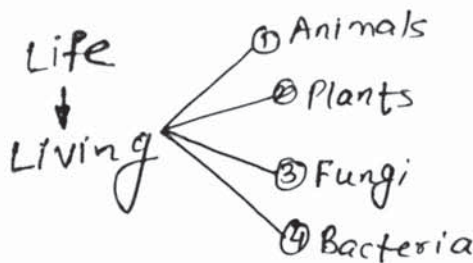 Life
Living
① Animals
② Plants
③ Fungi
④ Bacteria